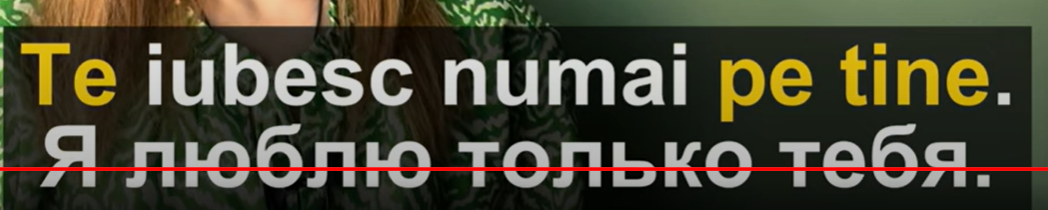 Te iubesc numai pe tine.
Я люблю только тебя.